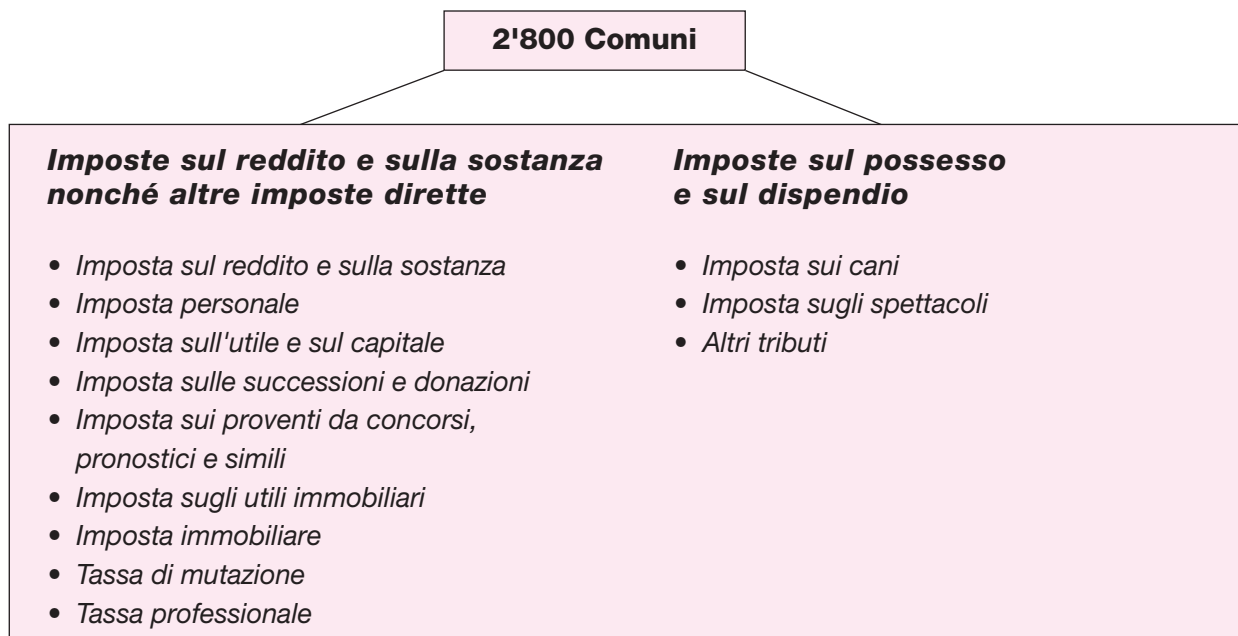 2'800 Comuni
Imposte sul reddito e sulla sostanza
nonché altre imposte dirette
• Imposta sul reddito e sulla sostanza
• Imposta personale
• Imposta sull'utile e sul capitale
• Imposta sulle successioni e donazioni
• Imposta sui proventi da concorsi,
pronostici e simili
• Imposta sugli utili immobiliari
• Imposta immobiliare
• Tassa di mutazione
• Tassa professionale
Imposte sul possesso
e sul dispendio
• Imposta sui cani
• Imposta sugli spettacoli
• Altri tributi